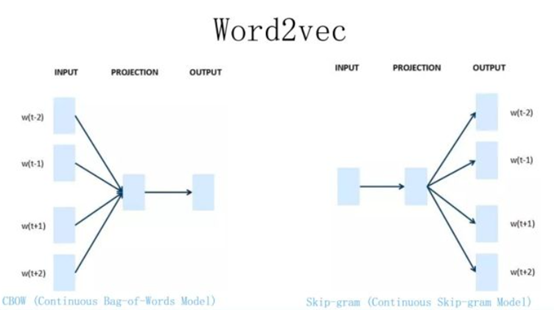 Word2vec
INPUT PROJECTION OUTPUT
w(t-2)
w(t-1)
w(t+1)
w(t+2)
CBOW (Continuous Bag-of-Words Model)
INPUT PROJECTION OUTPUT
w(t-2)
w(t-1)
w(t+1)
w(t+2)
Skip-gram (Continuous Skip-gram Model)